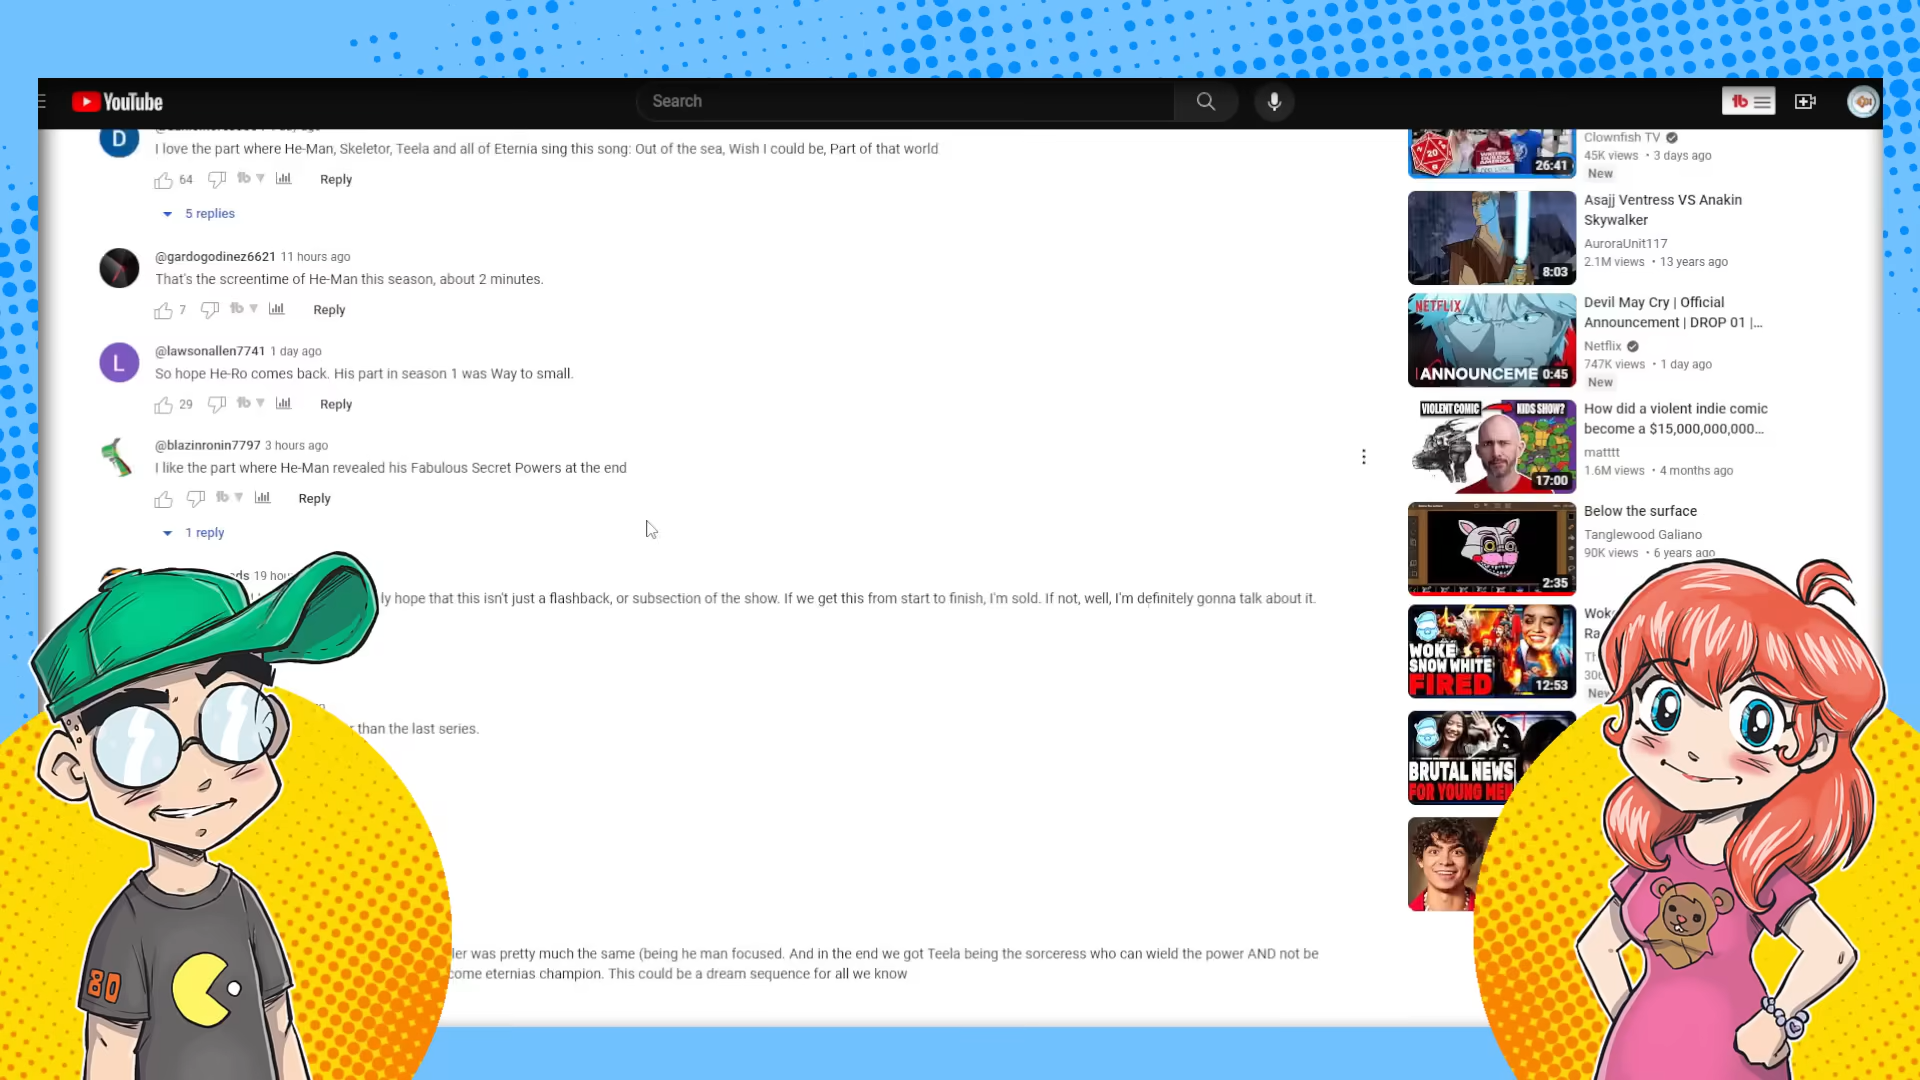 YouTube
Search
I love the part where He-Man, Skeletor, Teela and all of Eternia sing this song: Out of the sea, Wish I could be, Part of that world
64
Reply
5 replies
@gardogodinez6621 11 hours ago
That's the screentime of He-Man this season, about 2 minutes.
7
Reply
@lawsonallen7741 1 day ago
So hope He-Ro comes back. His part in season 1 was Way to small.
29
Reply
@blazinronin7797 3 hours ago
I like the part where He-Man revealed his Fabulous Secret Powers at the end
Reply
1 reply
ds 19 hou
ly hope that this isn't just a flashback, or subsection of the show. If we get this from start to finish, I'm sold. If not, well, I'm definitely gonna talk about it.
than the last series.
ler was pretty much the same (being he man focused. And in the end we got Teela being the sorceress who can wield the power AND not be
come eternias champion. This could be a dream sequence for all we know
D
L
80
26:41
Clownfish TV
45K views • 3 days ago
New
8:03
Asajj Ventress VS Anakin
Skywalker
AuroraUnit117
2.1M views • 13 years ago
NETFLIX
ANNOUNCEME
0:45
Devil May Cry | Official
Announcement | DROP 01 |...
Netflix
747K views • 1 day ago
New
VIOLENT COMIC
KIDS SHOW?
17:00
How did a violent indie comic
become a $15,000,000,000...
matttt
1.6M views • 4 months ago
2:35
Below the surface
Tanglewood Galiano
90K views • 6 years ago
WOKE
SNOW WHITE
FIRED
12:53
Wok
Ra
Th
306
New
BRUTAL NEWS
FOR YOUNG MEN